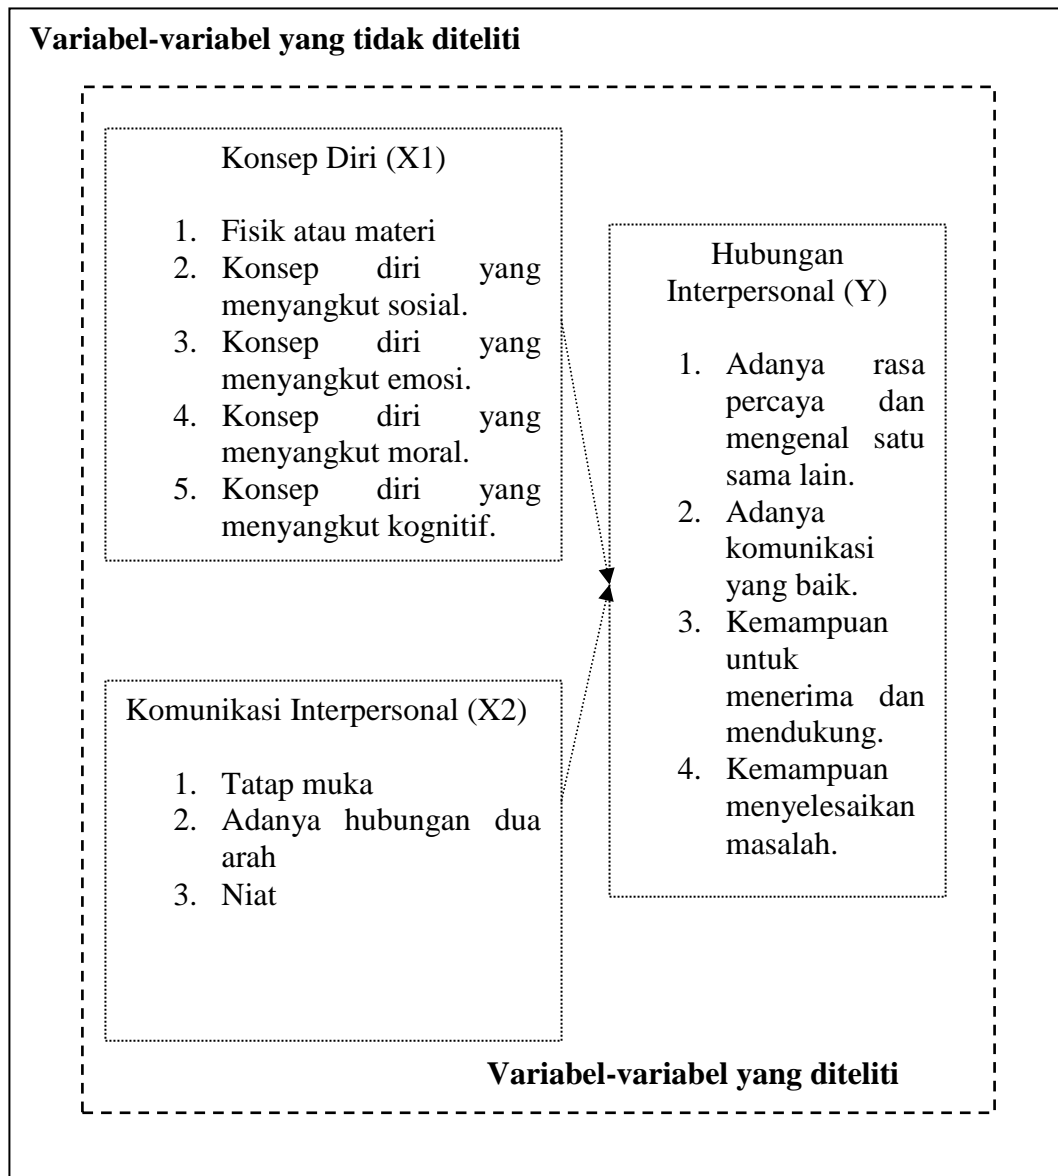 Variabel-variabel yang tidak diteliti
Konsep Diri (X1)
1. Fisik atau materi
2. Konsep diri yang
menyangkut sosial.
3. Konsep diri yang
menyangkut emosi.
4. Konsep diri yang
menyangkut moral.
5. Konsep diri yang
menyangkut kognitif.
Komunikasi Interpersonal (X2)
1. Tatap muka
2. Adanya hubungan dua
arah
3. Niat
Hubungan
Interpersonal (Y)
1. Adanya rasa
percaya dan
mengenal satu
sama lain.
2. Adanya
komunikasi
yang baik.
3. Kemampuan
untuk
menerima dan
mendukung.
4. Kemampuan
menyelesaikan
masalah.
Variabel-variabel yang diteliti